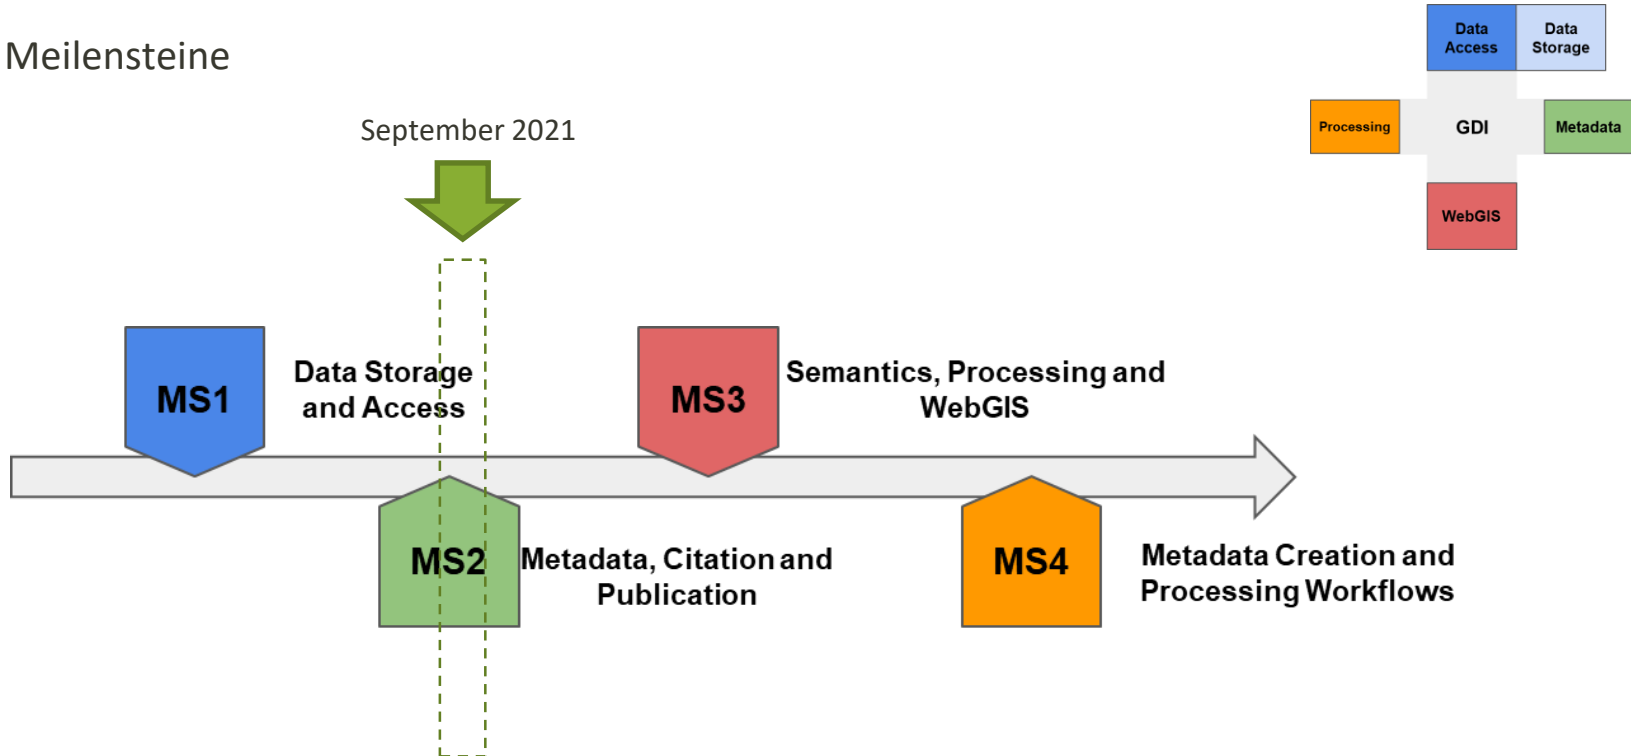 Meilensteine
September 2021
Data
Access
Data
Storage
Processing
GDI
Metadata
WebGIS
MS1
Data Storage
and Access
MS3
Semantics, Processing and
WebGIS
MS2
Metadata, Citation and
Publication
MS4
Metadata Creation and
Processing Workflows